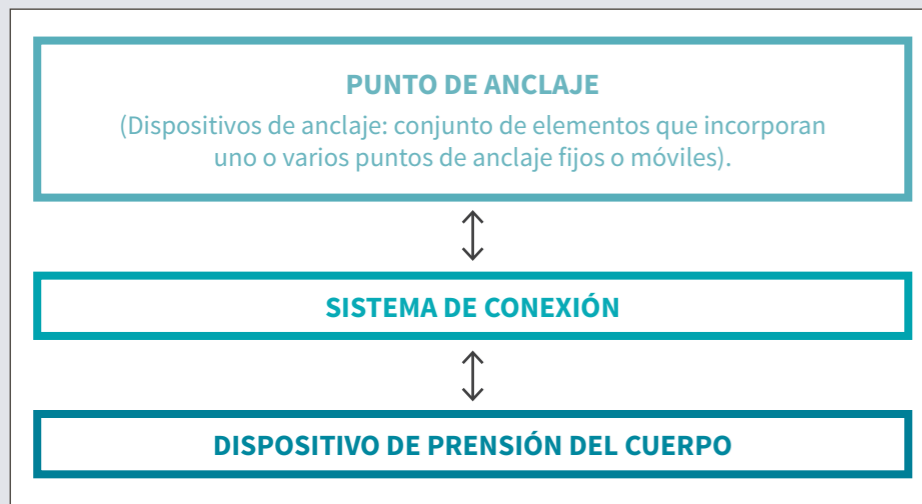 PUNTO DE ANCLAJE
(Dispositivos de anclaje: conjunto de elementos que incorporan
uno o varios puntos de anclaje fijos o móviles).
SISTEMA DE CONEXIÓN
DISPOSITIVO DE PRENSIÓN DEL CUERPO